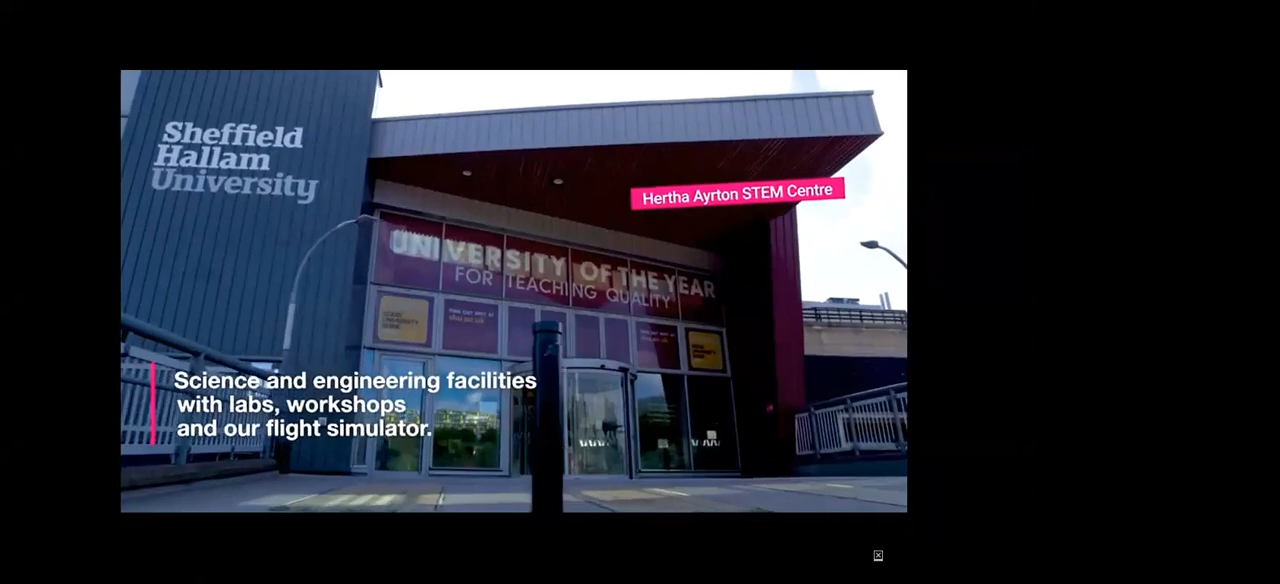 Sheffield
Hallam
University
Hertha Ayrton STEM Centre
UNIVERSITY OF THE YEAR
FOR TEACHING QUALITY
Science and engineering facilities
with labs, workshops
and our flight simulator.